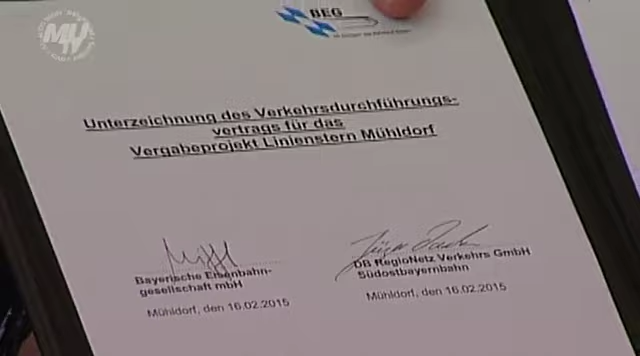 MW
BEG
Unterzeichnung des Verkehrsdurchführungs-
vertrags für das
Vergabeprojekt Linienstern Mühldorf
Bayerische Eisenbahn-
gesellschaft mbH
Mühldorf, den 16.02.2015
DB RegioNetz Verkehrs GmbH
Südostbayernbahn
Mühldorf, den 16.02.2015